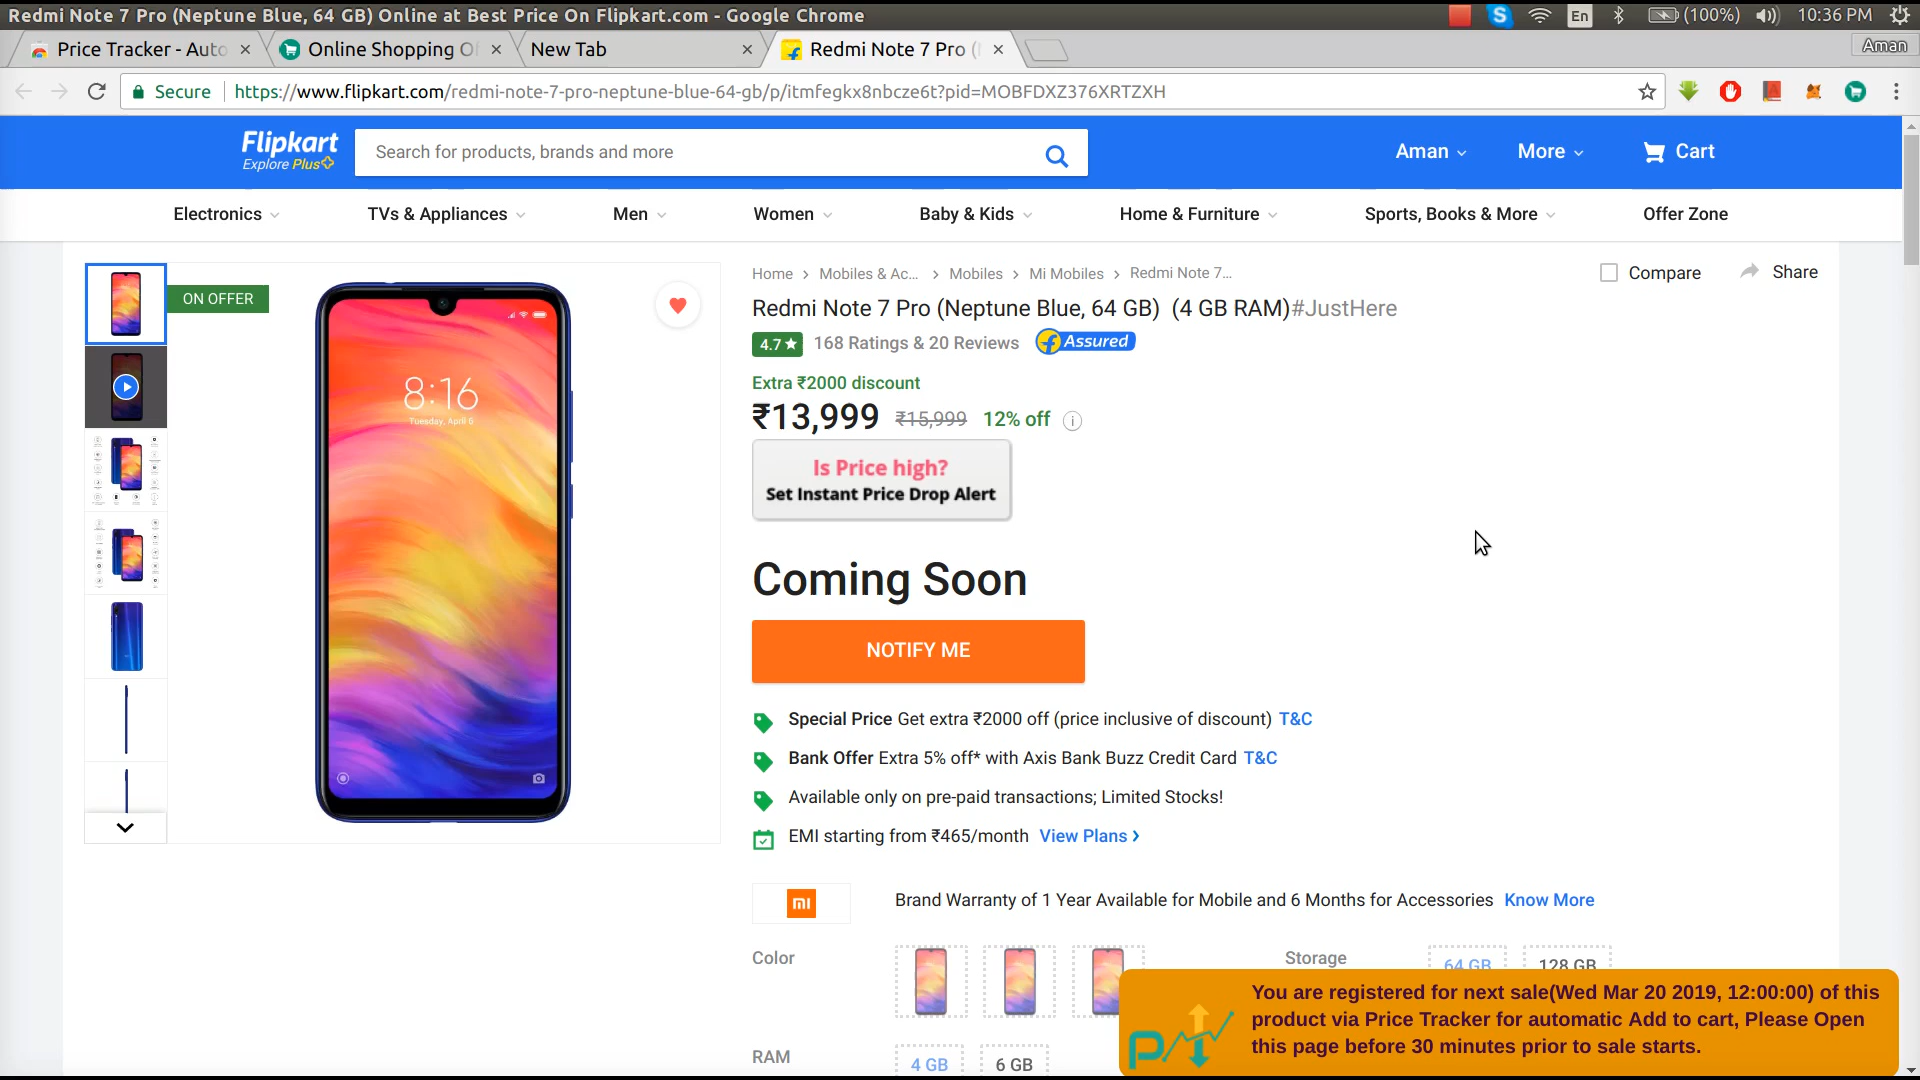 Redmi Note 7 Pro (Neptune Blue, 64 GB) Online at Best Price On Flipkart.com - Google Chrome
En
(100%)
10:36 PM
Price Tracker - Auto
Online Shopping Of
New Tab
Redmi Note 7 Pro (
Aman
Secure
https://www.flipkart.com/redmi-note-7-pro-neptune-blue-64-gb/p/itmfegkx8nbcze6t?pid=MOBFDXZ376XRTZXH
Flipkart
Explore Plus
Search for products, brands and more
Aman
More
Cart
Electronics
TVs & Appliances
Men
Women
Baby & Kids
Home & Furniture
Sports, Books & More
Offer Zone
ON OFFER
8:16
Tuesday, April 6
Home
Mobiles & Ac...
Mobiles
Mi Mobiles
Redmi Note 7...
Compare
Share
Redmi Note 7 Pro (Neptune Blue, 64 GB) (4 GB RAM)#JustHere
4.7★ 168 Ratings & 20 Reviews Assured
Extra ₹2000 discount
₹13,999 ₹15,999 12% off
Is Price high?
Set Instant Price Drop Alert
Coming Soon
NOTIFY ME
Special Price Get extra ₹2000 off (price inclusive of discount) T&C
Bank Offer Extra 5% off* with Axis Bank Buzz Credit Card T&C
Available only on pre-paid transactions; Limited Stocks!
EMI starting from ₹465/month View Plans
mi
Brand Warranty of 1 Year Available for Mobile and 6 Months for Accessories Know More
Color
Storage
64 GB
128 GB
RAM
4 GB
6 GB
You are registered for next sale(Wed Mar 20 2019, 12:00:00) of this
product via Price Tracker for automatic Add to cart, Please Open
this page before 30 minutes prior to sale starts.